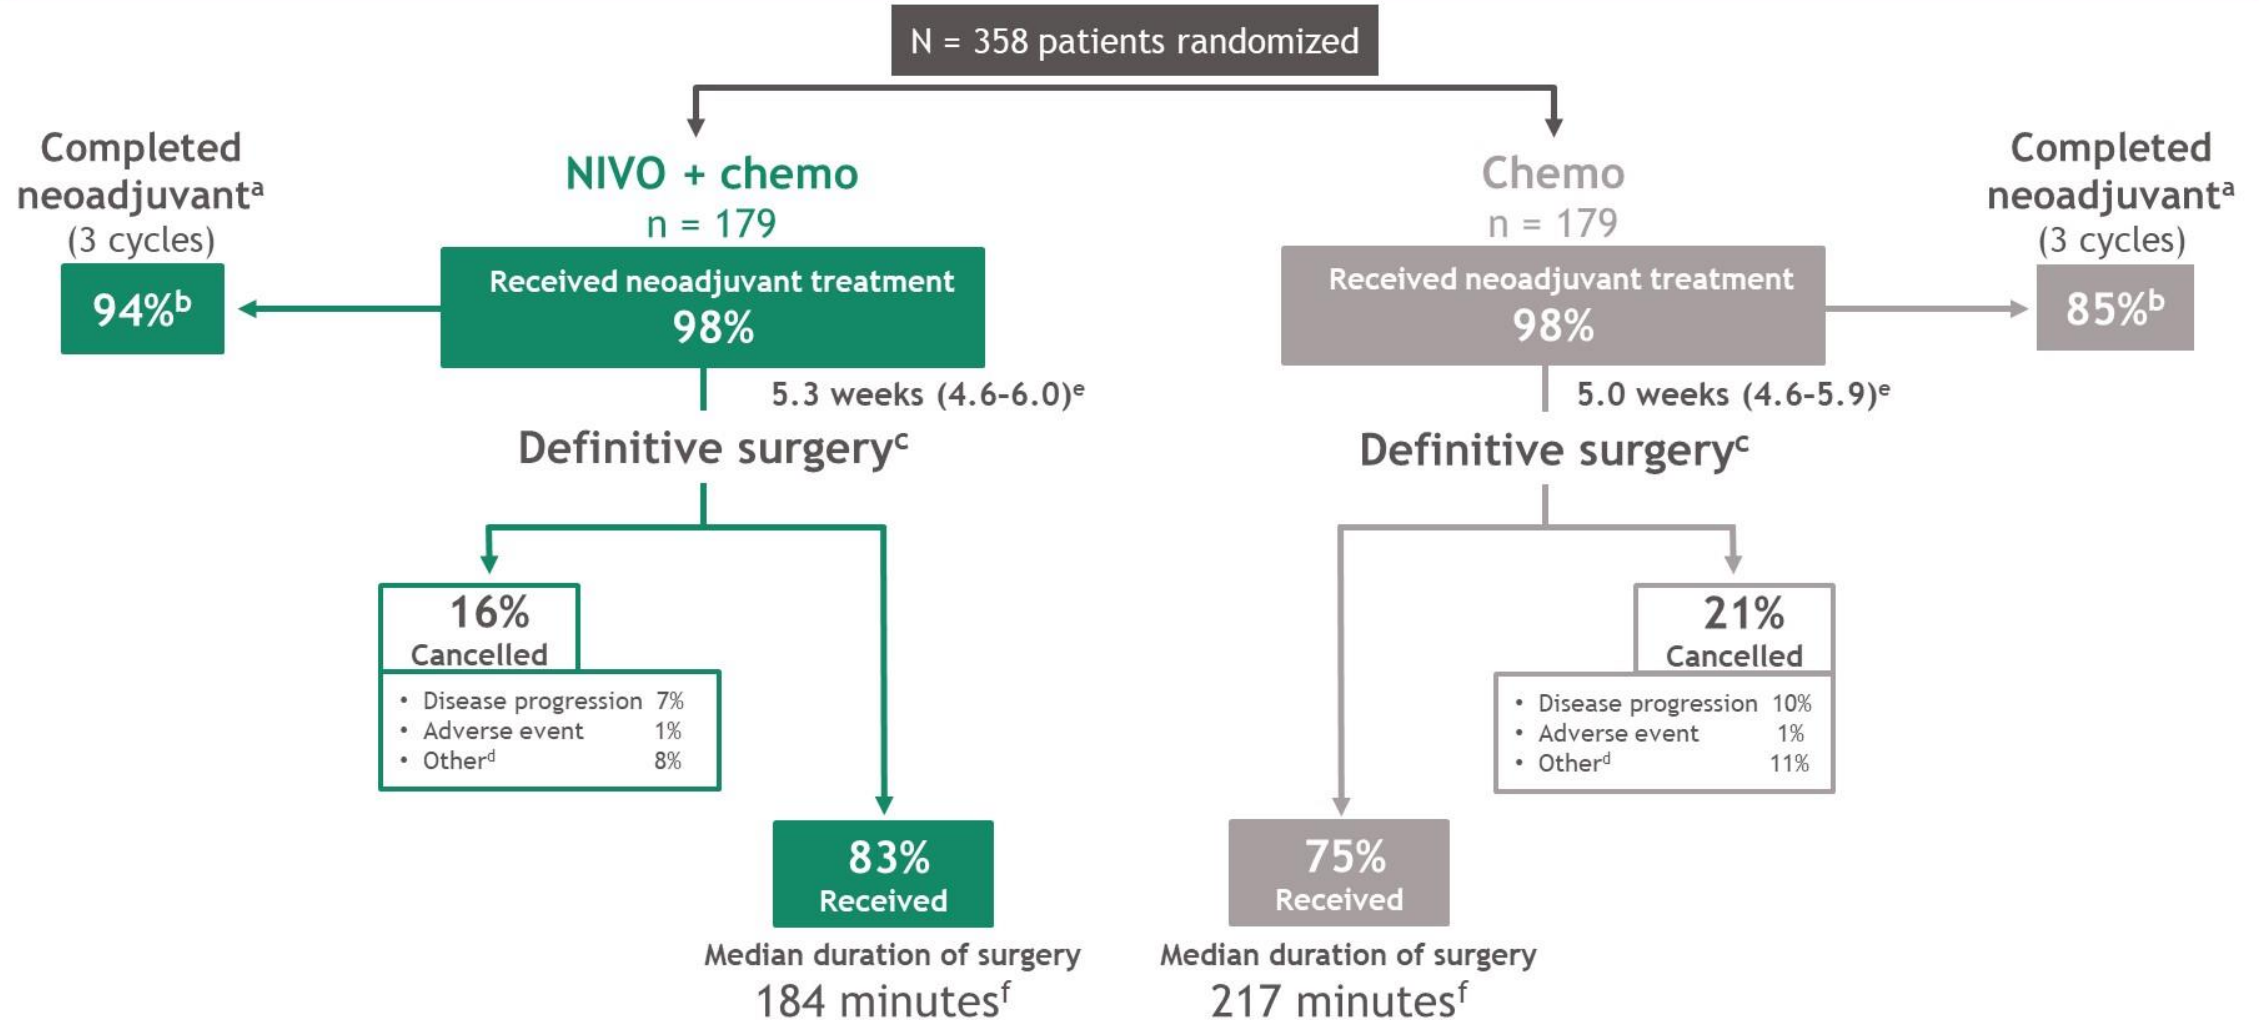 N = 358 patients randomized
Completed
neoadjuvantᵃ
(3 cycles)
94%ᵇ
NIVO + chemo
n = 179
Received neoadjuvant treatment
98%
5.3 weeks (4.6–6.0)ᵉ
Definitive surgeryᶜ
16%
Cancelled
• Disease progression 7%
• Adverse event 1%
• Otherᵈ 8%
83%
Received
Median duration of surgery
184 minutesᶠ
Chemo
n = 179
Received neoadjuvant treatment
98%
Completed
neoadjuvantᵃ
(3 cycles)
85%ᵇ
5.0 weeks (4.6–5.9)ᵉ
Definitive surgeryᶜ
21%
Cancelled
• Disease progression 10%
• Adverse event 1%
• Otherᵈ 11%
75%
Received
Median duration of surgery
217 minutesᶠ